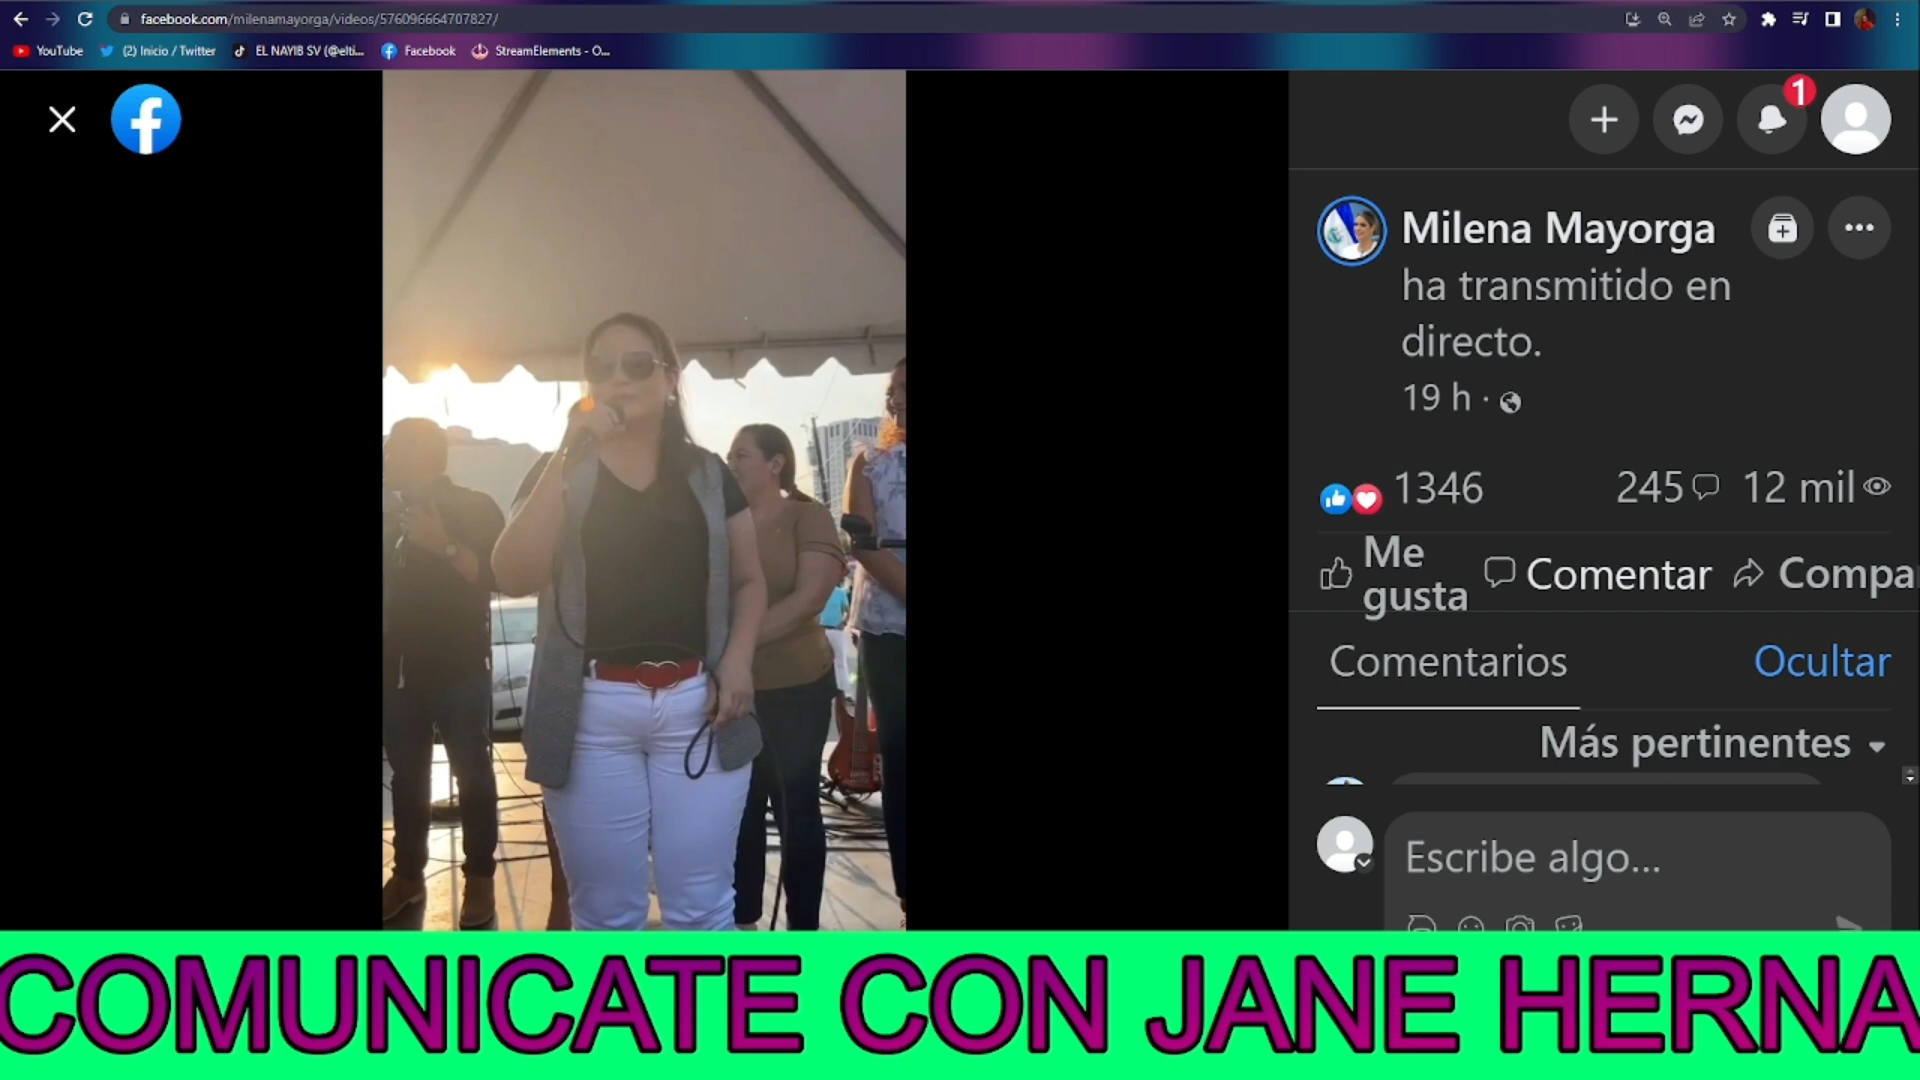 facebook.com/milenamayorga/videos/576096664707827/
YouTube (2) Inicio / Twitter EL NAYIB SV (@elti... Facebook StreamElements - O...
1
Milena Mayorga
ha transmitido en
directo.
19 h ·
1346 245 12 mil
Me gusta Comentar Compa
Comentarios Ocultar
Más pertinentes
Escribe algo...
COMUNICATE CON JANE HERNA